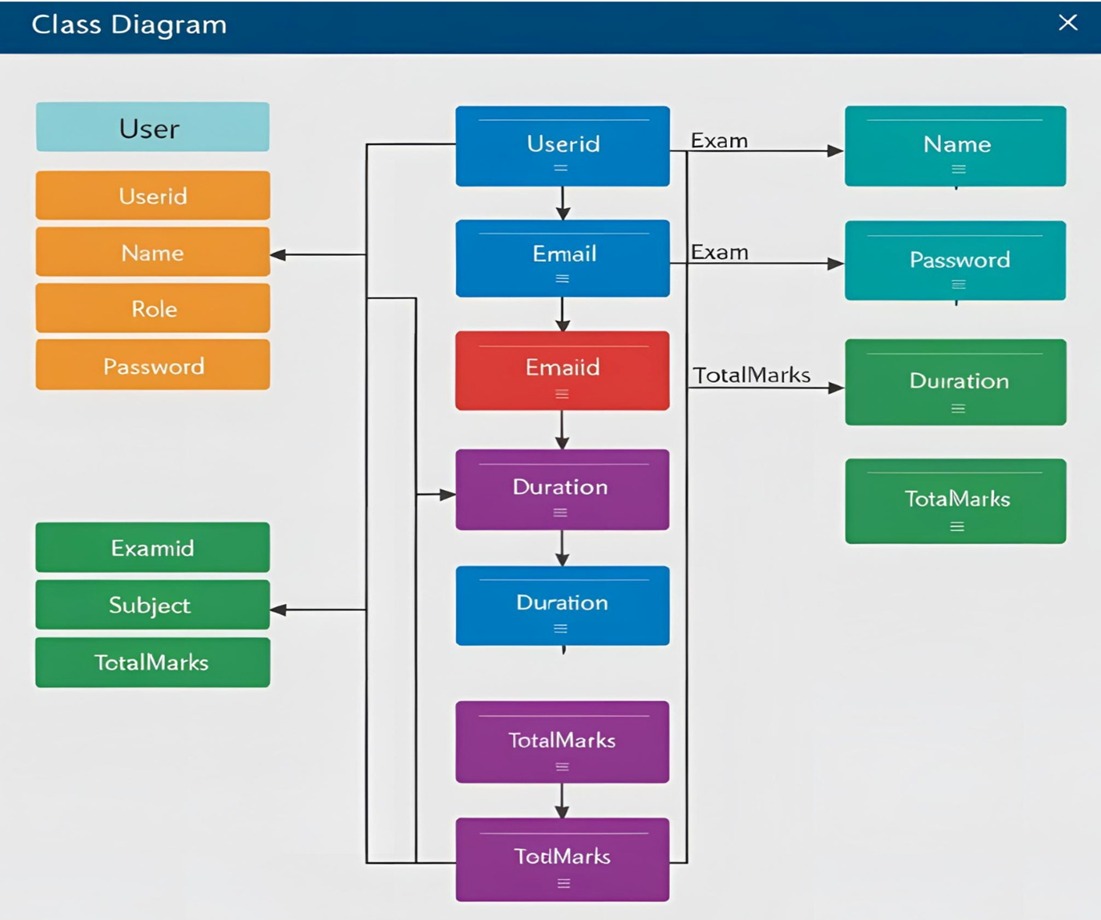 Class Diagram
User
Userid
Name
Role
Password
Examid
Subject
TotalMarks
Userid
Email
Emaiid
Duration
Duration
TotalMarks
TotdMarks
Exam
Exam
TotalMarks
Name
Password
Duration
TotalMarks